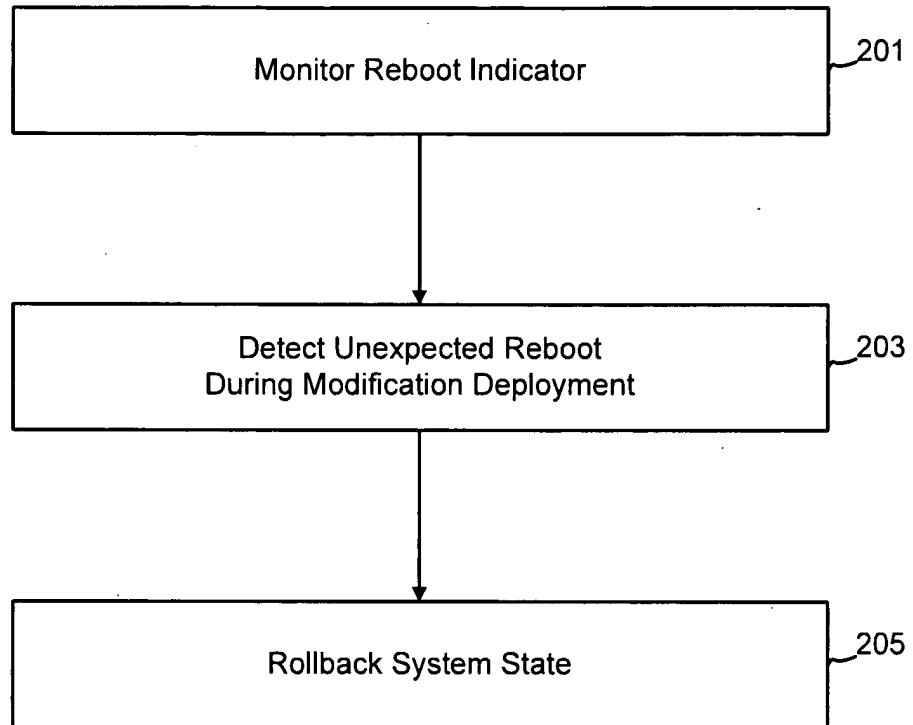 Monitor Reboot Indicator
201
Detect Unexpected Reboot
During Modification Deployment
203
Rollback System State
205